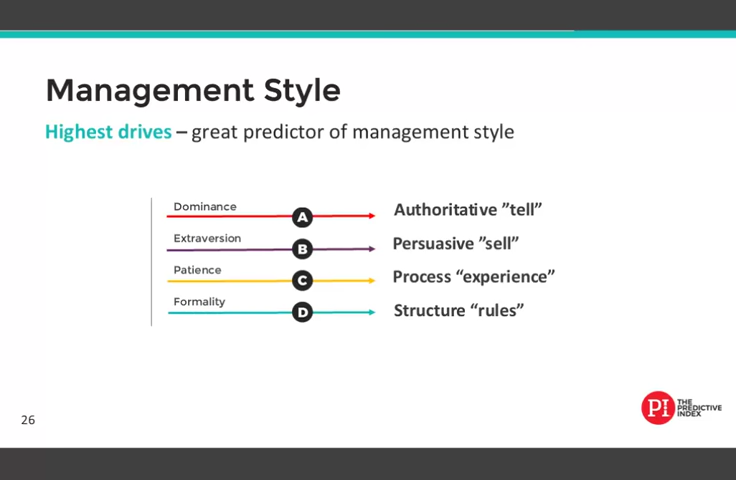 Management Style
Highest drives – great predictor of management style
Dominance
A
Authoritative ”tell”
Extraversion
B
Persuasive ”sell”
Patience
C
Process “experience”
Formality
D
Structure “rules”
26
PI
THE
PREDICTIVE
INDEX